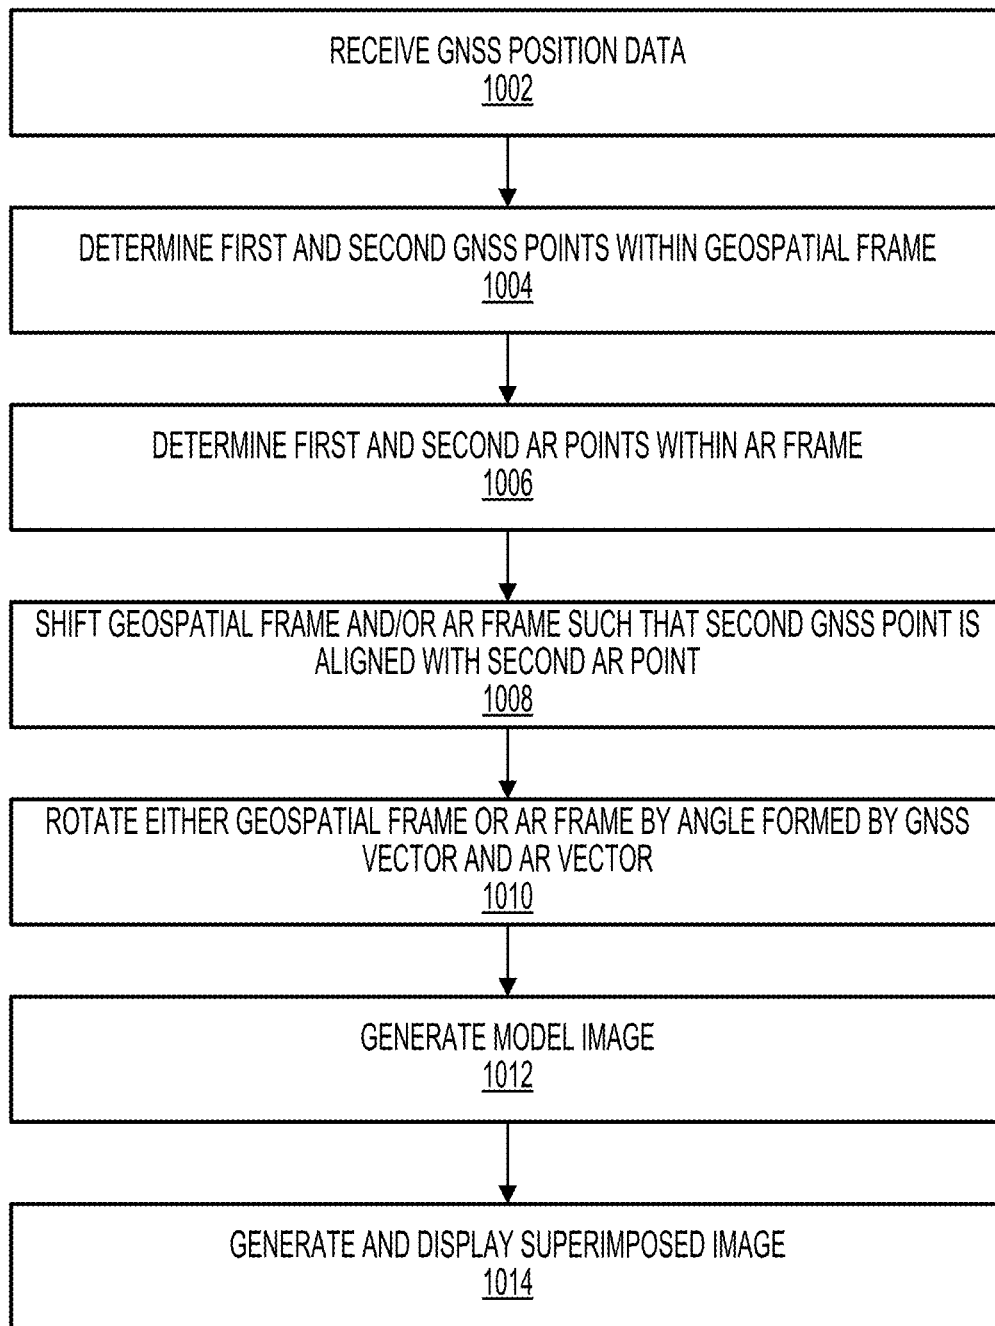 RECEIVE GNSS POSITION DATA
1002
DETERMINE FIRST AND SECOND GNSS POINTS WITHIN GEOSPATIAL FRAME
1004
DETERMINE FIRST AND SECOND AR POINTS WITHIN AR FRAME
1006
SHIFT GEOSPATIAL FRAME AND/OR AR FRAME SUCH THAT SECOND GNSS POINT IS
ALIGNED WITH SECOND AR POINT
1008
ROTATE EITHER GEOSPATIAL FRAME OR AR FRAME BY ANGLE FORMED BY GNSS
VECTOR AND AR VECTOR
1010
GENERATE MODEL IMAGE
1012
GENERATE AND DISPLAY SUPERIMPOSED IMAGE
1014